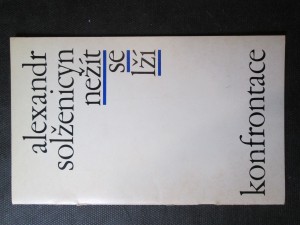 alexandr
solženicyn
nežít
se
lží
konfrontace